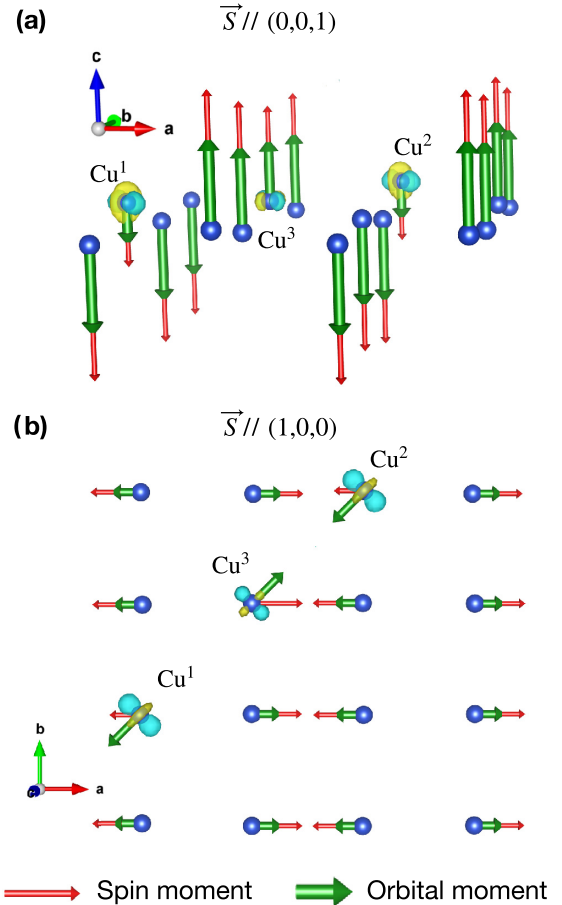 (a)
S // (0,0,1)
c
b
a
Cu¹
Cu²
Cu³
(b)
S // (1,0,0)
Cu²
Cu³
Cu¹
b
a
c
Spin moment
Orbital moment